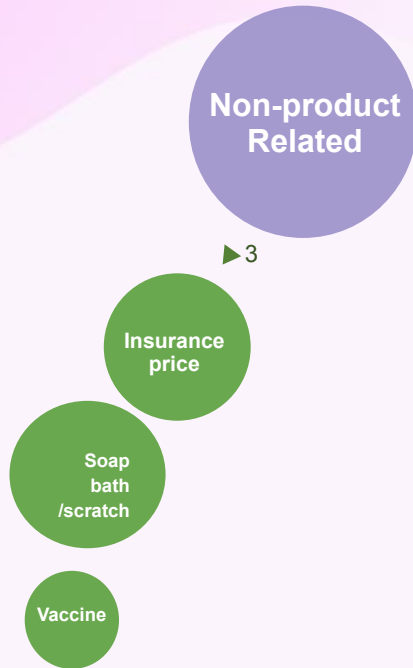 Non-product
Related
3
Insurance
price
Soap
bath
/scratch
Vaccine